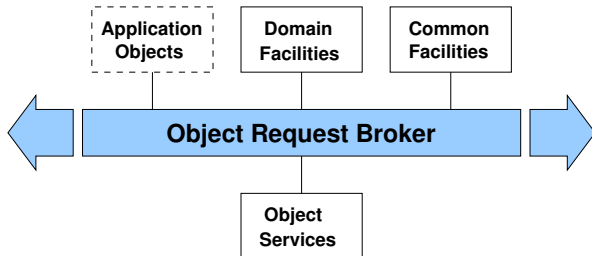 Application
Objects
Domain
Facilities
Common
Facilities
Object Request Broker
Object
Services